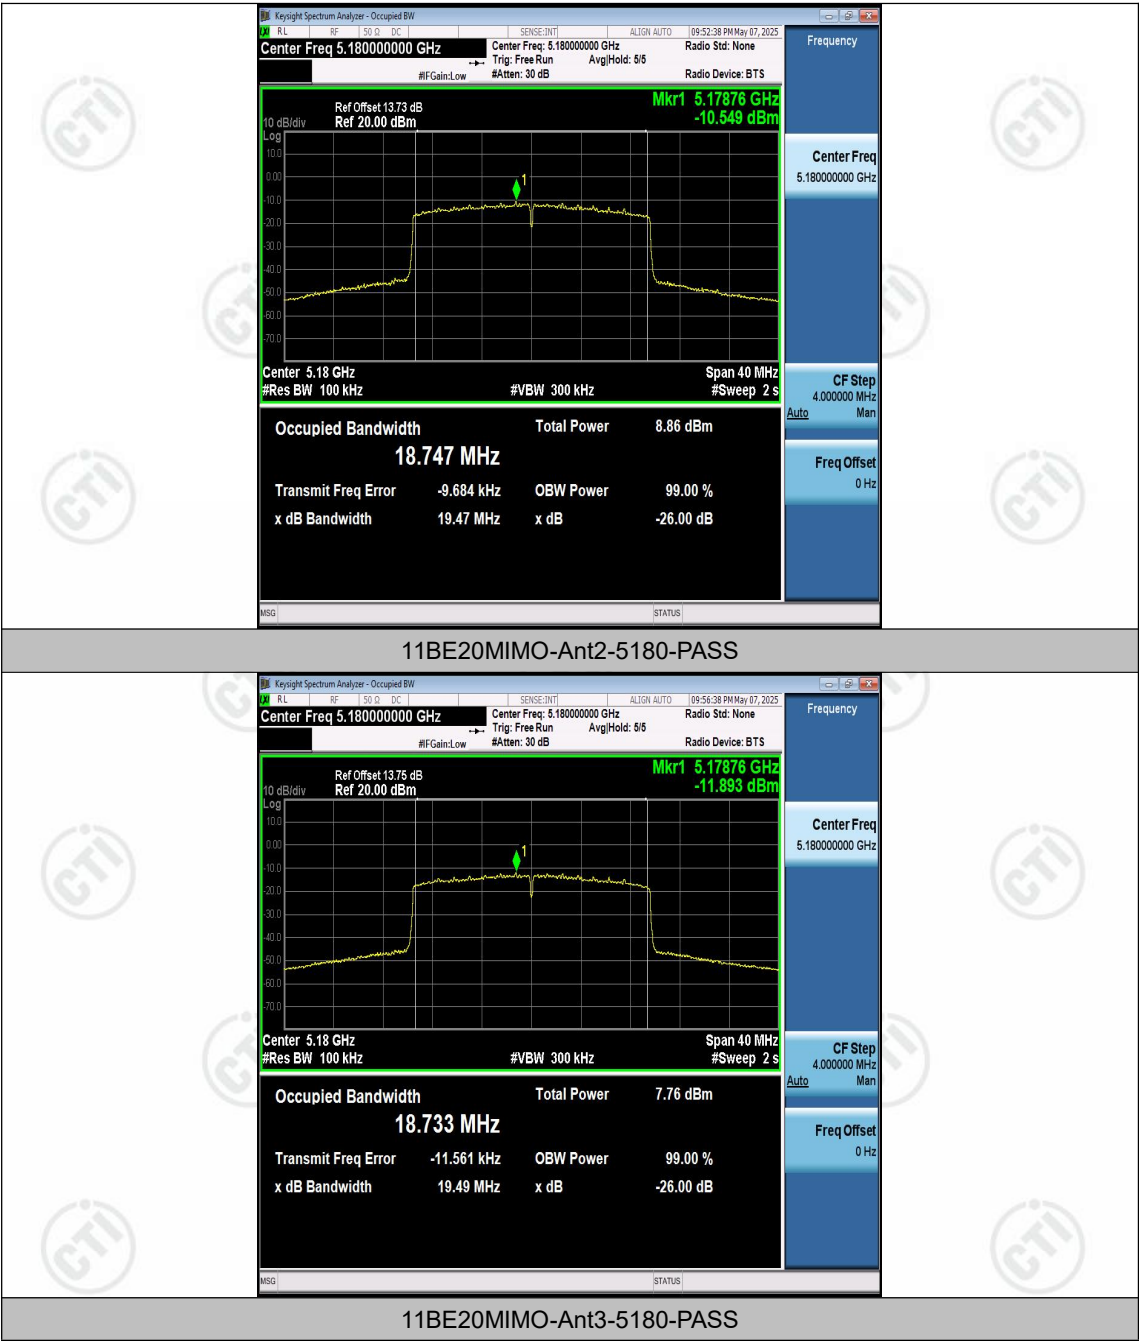 Keysight Spectrum Analyzer - Occupied BW
RL RF 50 Ω DC SENSE:INT ALIGN AUTO 09:52:38 PM May 07, 2025
Center Freq 5.180000000 GHz
Center Freq: 5.180000000 GHz
Radio Std: None
Trig: Free Run Avg|Hold: 5/5
#IFGain:Low
#Atten: 30 dB
Radio Device: BTS
Frequency
Mkr1 5.17876 GHz
-10.549 dBm
Ref Offset 13.73 dB
10 dB/div Ref 20.00 dBm
Log
10.0
0.00
-10.0
-20.0
-30.0
-40.0
-50.0
-60.0
-70.0
1
Center Freq
5.180000000 GHz
Center 5.18 GHz Span 40 MHz
#Res BW 100 kHz #VBW 300 kHz #Sweep 2 s
CF Step
4.000000 MHz
Auto Man
Occupied Bandwidth Total Power 8.86 dBm
18.747 MHz
Freq Offset
0 Hz
Transmit Freq Error -9.684 kHz OBW Power 99.00 %
x dB Bandwidth 19.47 MHz x dB -26.00 dB
MSG STATUS
11BE20MIMO-Ant2-5180-PASS
Keysight Spectrum Analyzer - Occupied BW
RL RF 50 Ω DC SENSE:INT ALIGN AUTO 09:56:38 PM May 07, 2025
Center Freq 5.180000000 GHz
Center Freq: 5.180000000 GHz
Radio Std: None
Trig: Free Run Avg|Hold: 5/5
#IFGain:Low
#Atten: 30 dB
Radio Device: BTS
Frequency
Mkr1 5.17876 GHz
-11.893 dBm
Ref Offset 13.75 dB
10 dB/div Ref 20.00 dBm
Log
10.0
0.00
-10.0
-20.0
-30.0
-40.0
-50.0
-60.0
-70.0
1
Center Freq
5.180000000 GHz
Center 5.18 GHz Span 40 MHz
#Res BW 100 kHz #VBW 300 kHz #Sweep 2 s
CF Step
4.000000 MHz
Auto Man
Occupied Bandwidth Total Power 7.76 dBm
18.733 MHz
Freq Offset
0 Hz
Transmit Freq Error -11.561 kHz OBW Power 99.00 %
x dB Bandwidth 19.49 MHz x dB -26.00 dB
MSG STATUS
11BE20MIMO-Ant3-5180-PASS
CTI
CTI
CTI
CTI
CTI
CTI
CTI
CTI